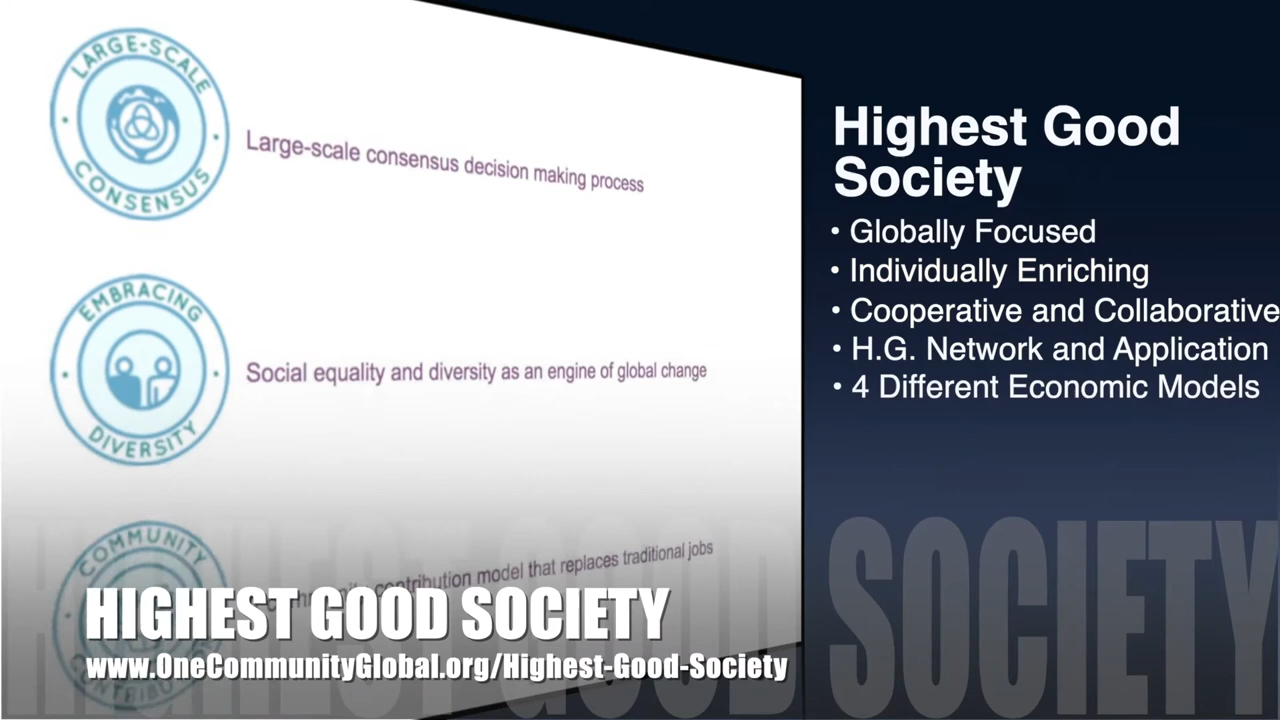 LARGE-SCALE
CONSENSUS
Large-scale consensus decision making process
EMBRACING
DIVERSITY
Social equality and diversity as an engine of global change
COMMUNITY
contribution model that replaces traditional jobs
Highest Good
Society
• Globally Focused
• Individually Enriching
• Cooperative and Collaborative
• H.G. Network and Application
• 4 Different Economic Models
HIGHEST GOOD SOCIETY
HIGHEST GOOD SOCIETY
www.OneCommunityGlobal.org/Highest-Good-Society